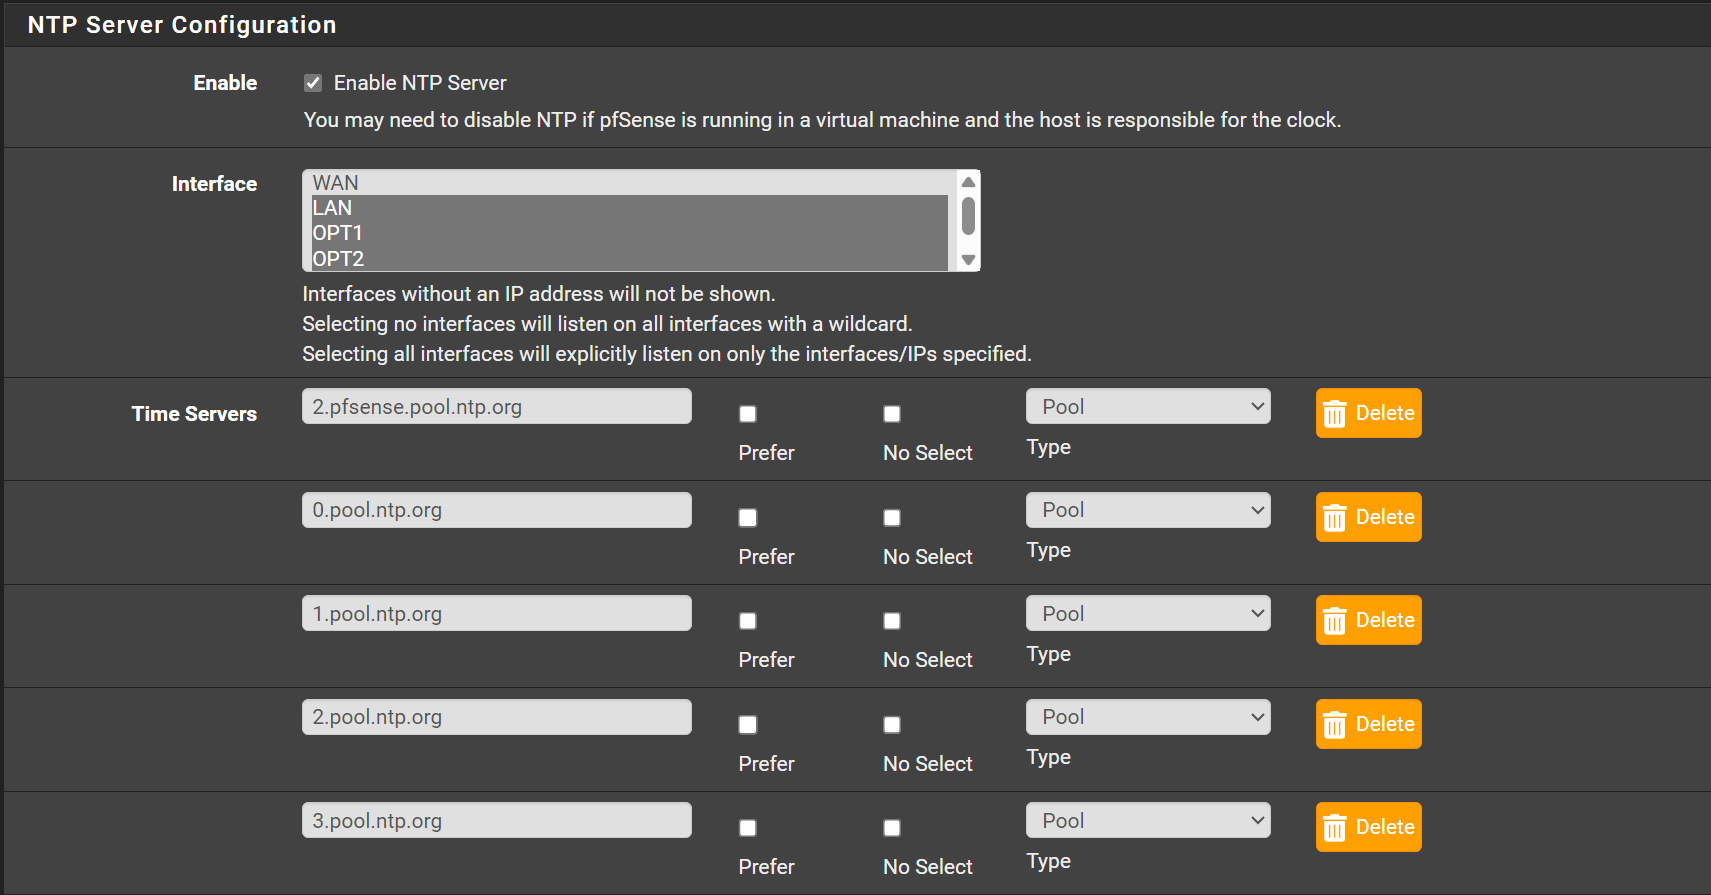 NTP Server Configuration
Enable
Enable NTP Server
You may need to disable NTP if pfSense is running in a virtual machine and the host is responsible for the clock.
Interface
WAN
LAN
OPT1
OPT2
Interfaces without an IP address will not be shown.
Selecting no interfaces will listen on all interfaces with a wildcard.
Selecting all interfaces will explicitly listen on only the interfaces/IPs specified.
Time Servers
2.pfsense.pool.ntp.org
Pool
Delete
Prefer
No Select
Type
0.pool.ntp.org
Pool
Delete
Prefer
No Select
Type
1.pool.ntp.org
Pool
Delete
Prefer
No Select
Type
2.pool.ntp.org
Pool
Delete
Prefer
No Select
Type
3.pool.ntp.org
Pool
Delete
Prefer
No Select
Type